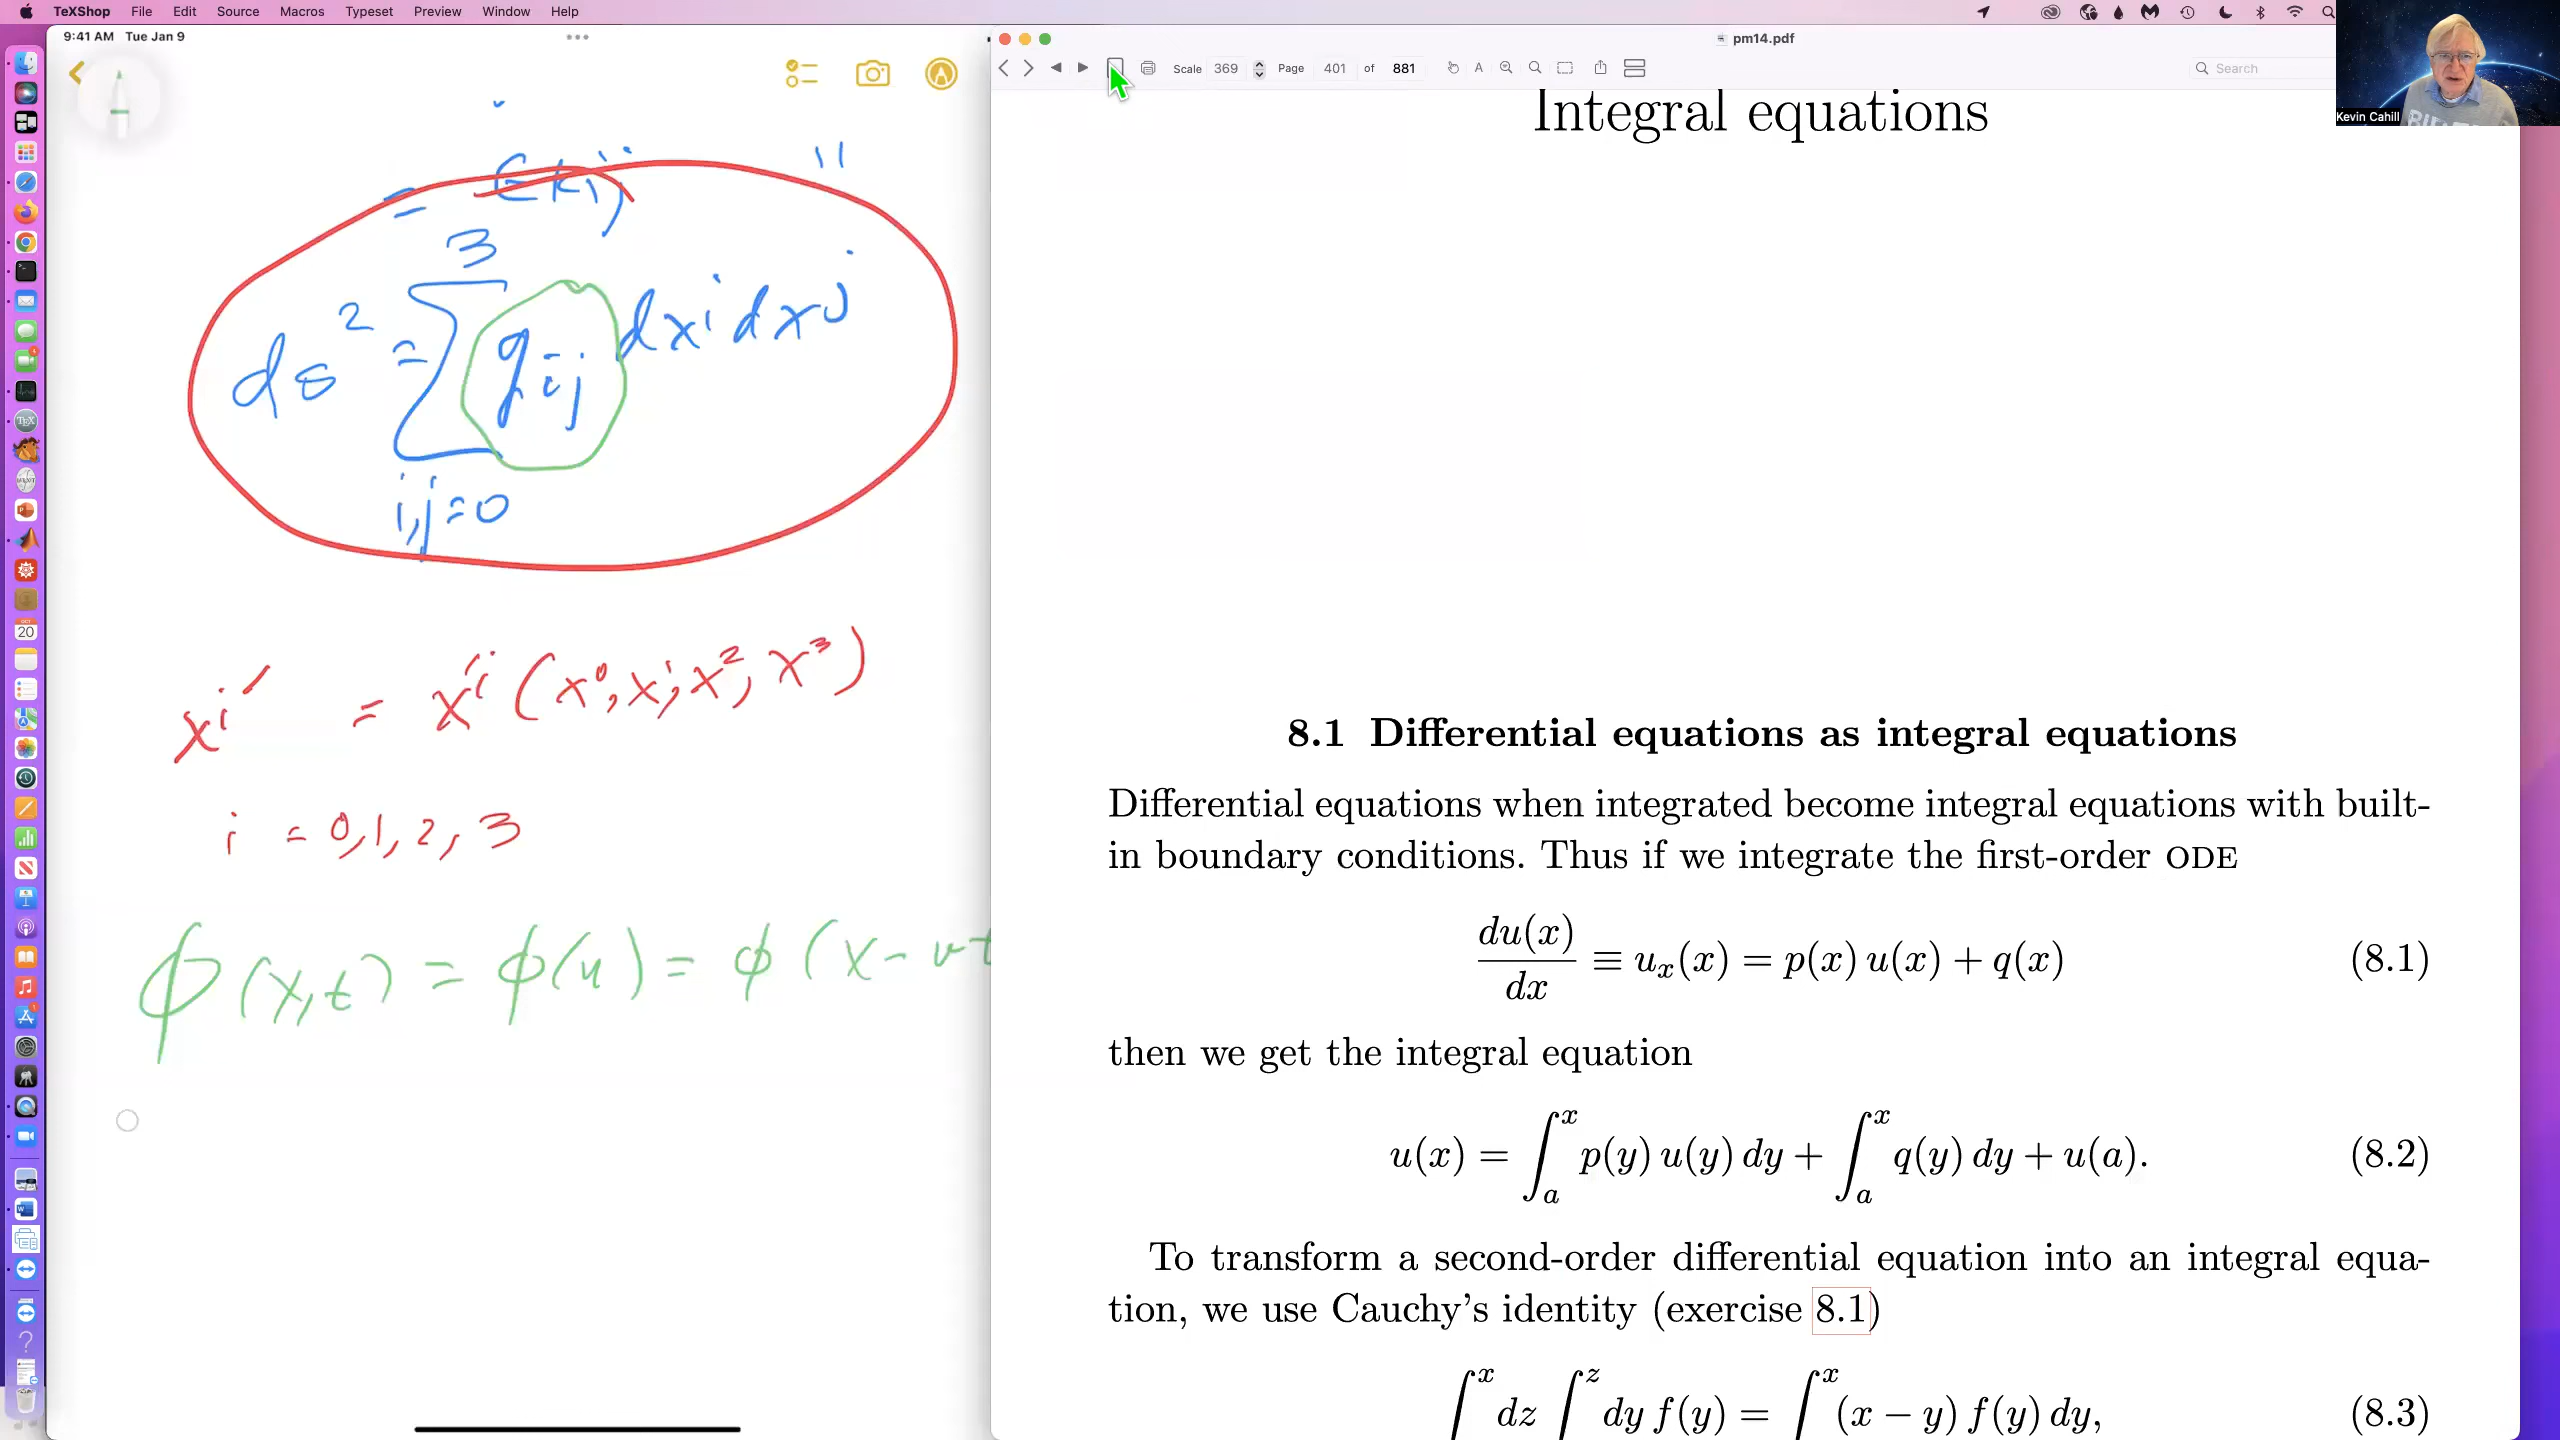 TeXShop File Edit Source Macros Typeset Preview Window Help
9:41 AM Tue Jan 9
= εkij "
ds² = ∑ g_ij dx^i dx^j
3
i,j=0
x^i′ = x′^i (x⁰, x¹, x², x³)
i = 0, 1, 2, 3
ϕ(x,t) = ϕ(u) = ϕ(x - vt
pm14.pdf
Scale 369 Page 401 of 881 A Search
Kevin Cahill
Integral equations
8.1 Differential equations as integral equations
Differential equations when integrated become integral equations with built-
in boundary conditions. Thus if we integrate the first-order ODE
du(x)/dx ≡ u_x(x) = p(x) u(x) + q(x) (8.1)
then we get the integral equation
u(x) = ∫_a^x p(y) u(y) dy + ∫_a^x q(y) dy + u(a). (8.2)
To transform a second-order differential equation into an integral equa-
tion, we use Cauchy's identity (exercise 8.1)
∫^x dz ∫^z dy f(y) = ∫^x (x − y) f(y) dy, (8.3)